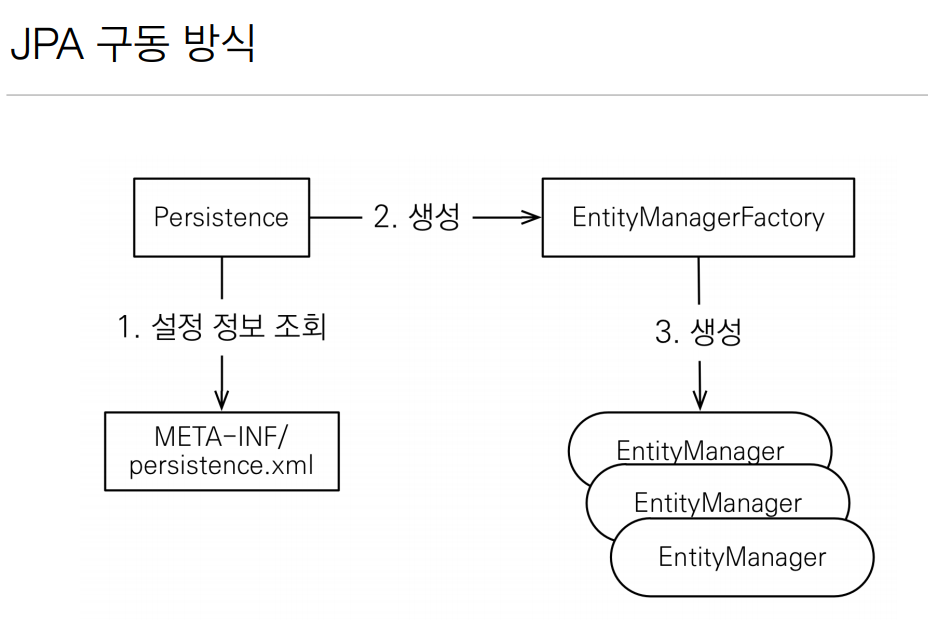 JPA 구동 방식
Persistence
2. 생성
EntityManagerFactory
1. 설정 정보 조회
3. 생성
META-INF/
persistence.xml
EntityManager
EntityManager
EntityManager